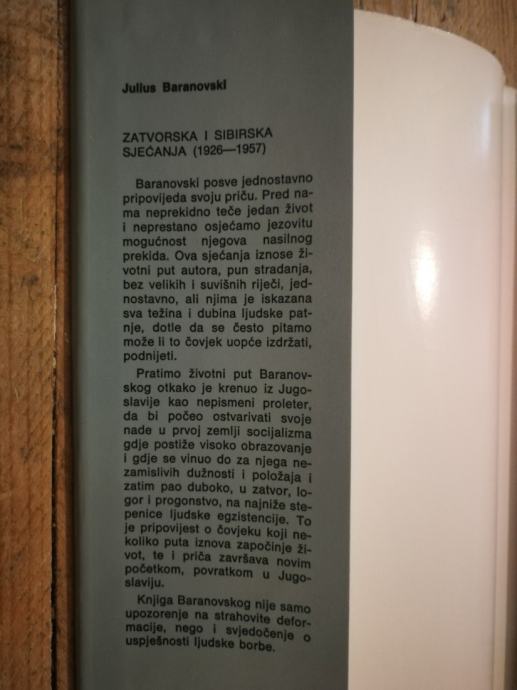 Julius Baranovski
ZATVORSKA I SIBIRSKA
SJEĆANJA (1926—1957)
Baranovski posve jednostavno
pripovijeda svoju priču. Pred na-
ma neprekidno teče jedan život
i neprestano osjećamo jezovitu
mogućnost njegova nasilnog
prekida. Ova sjećanja iznose ži-
votni put autora, pun stradanja,
bez velikih i suvišnih riječi, jed-
nostavno, ali njima je iskazana
sva težina i dubina ljudske pat-
nje, dotle da se često pitamo
može li to čovjek uopće izdržati,
podnijeti.
Pratimo životni put Baranov-
skog otkako je krenuo iz Jugo-
slavije kao nepismeni proleter,
da bi počeo ostvarivati svoje
nade u prvoj zemlji socijalizma
gdje postiže visoko obrazovanje
i gdje se vinuo do za njega ne-
zamislivih dužnosti i položaja i
zatim pao duboko, u zatvor, lo-
gor i progonstvo, na najniže ste-
penice ljudske egzistencije. To
je pripovijest o čovjeku koji ne-
koliko puta iznova započinje ži-
vot, te i priča završava novim
početkom, povratkom u Jugo-
slaviju.
Knjiga Baranovskog nije samo
upozorenje na strahovite defor-
macije, nego i svjedočenje o
uspješnosti ljudske borbe.